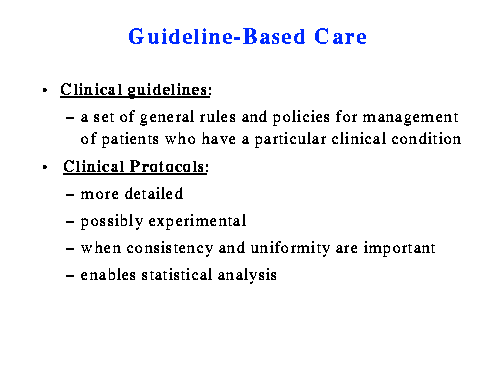 Guideline-Based Care
• Clinical guidelines:
– a set of general rules and policies for management
of patients who have a particular clinical condition
• Clinical Protocols:
– more detailed
– possibly experimental
– when consistency and uniformity are important
– enables statistical analysis